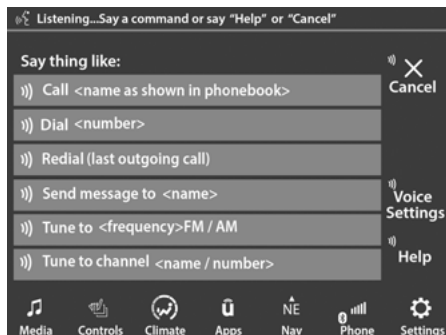 Listening...Say a command or say “Help” or “Cancel”
Say thing like:
Cancel
Call <name as shown in phonebook>
Dial <number>
Redial (last outgoing call)
Send message to <name>
Voice
Settings
Tune to <frequency>FM / AM
Help
Tune to channel <name / number>
NE
Media Controls Climate Apps Nav Phone Settings